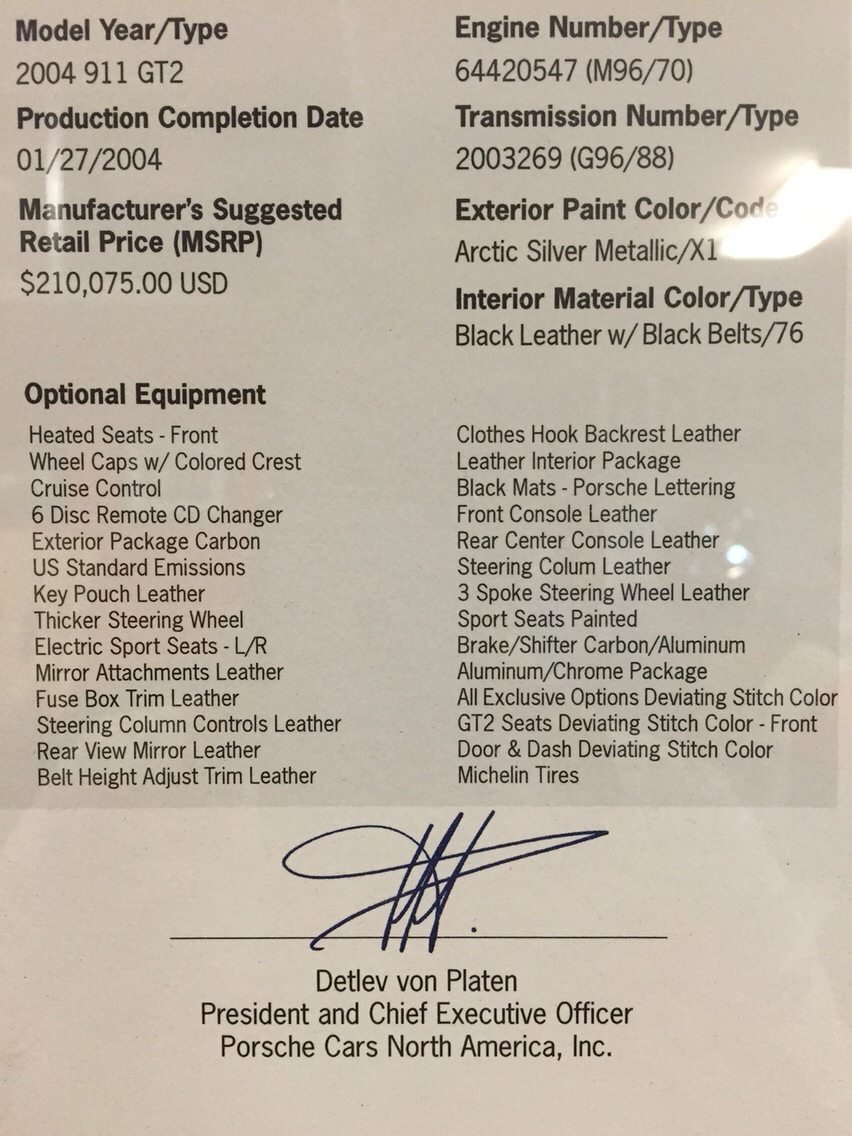 Model Year/Type
2004 911 GT2
Production Completion Date
01/27/2004
Manufacturer's Suggested
Retail Price (MSRP)
$210,075.00 USD
Engine Number/Type
64420547 (M96/70)
Transmission Number/Type
2003269 (G96/88)
Exterior Paint Color/Code
Arctic Silver Metallic/X1
Interior Material Color/Type
Black Leather w/ Black Belts/76
Optional Equipment
Heated Seats - Front
Wheel Caps w/ Colored Crest
Cruise Control
6 Disc Remote CD Changer
Exterior Package Carbon
US Standard Emissions
Key Pouch Leather
Thicker Steering Wheel
Electric Sport Seats - L/R
Mirror Attachments Leather
Fuse Box Trim Leather
Steering Column Controls Leather
Rear View Mirror Leather
Belt Height Adjust Trim Leather
Clothes Hook Backrest Leather
Leather Interior Package
Black Mats - Porsche Lettering
Front Console Leather
Rear Center Console Leather
Steering Colum Leather
3 Spoke Steering Wheel Leather
Sport Seats Painted
Brake/Shifter Carbon/Aluminum
Aluminum/Chrome Package
All Exclusive Options Deviating Stitch Color
GT2 Seats Deviating Stitch Color - Front
Door & Dash Deviating Stitch Color
Michelin Tires
Detlev von Platen
President and Chief Executive Officer
Porsche Cars North America, Inc.